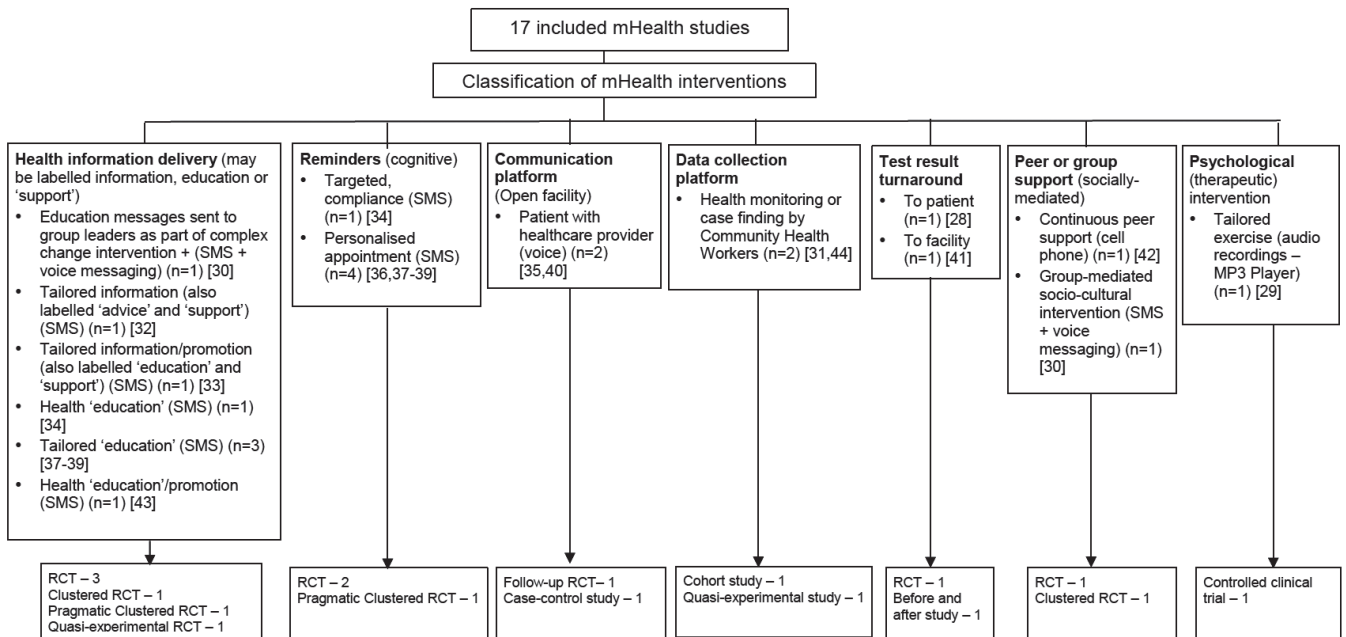 17 included mHealth studies
Classification of mHealth interventions
Health information delivery (may
be labelled information, education or
‘support’)
• Education messages sent to
group leaders as part of complex
change intervention + (SMS +
voice messaging) (n=1) [30]
• Tailored information (also
labelled ‘advice’ and ‘support’)
(SMS) (n=1) [32]
• Tailored information/promotion
(also labelled ‘education’ and
‘support’) (SMS) (n=1) [33]
• Health ‘education’ (SMS) (n=1)
[34]
• Tailored ‘education’ (SMS) (n=3)
[37-39]
• Health ‘education’/promotion
(SMS) (n=1) [43]
Reminders (cognitive)
• Targeted,
compliance (SMS)
(n=1) [34]
• Personalised
appointment (SMS)
(n=4) [36,37-39]
Communication
platform
(Open facility)
• Patient with
healthcare provider
(voice) (n=2)
[35,40]
Data collection
platform
• Health monitoring or
case finding by
Community Health
Workers (n=2) [31,44]
Test result
turnaround
• To patient
(n=1) [28]
• To facility
(n=1) [41]
Peer or group
support (socially-
mediated)
• Continuous peer
support (cell
phone) (n=1) [42]
• Group-mediated
socio-cultural
intervention (SMS
+ voice
messaging) (n=1)
[30]
Psychological
(therapeutic)
intervention
• Tailored
exercise (audio
recordings –
MP3 Player)
(n=1) [29]
RCT – 3
Clustered RCT – 1
Pragmatic Clustered RCT – 1
Quasi-experimental RCT – 1
RCT – 2
Pragmatic Clustered RCT – 1
Follow-up RCT– 1
Case-control study – 1
Cohort study – 1
Quasi-experimental study – 1
RCT – 1
Before and
after study – 1
RCT – 1
Clustered RCT – 1
Controlled clinical
trial – 1